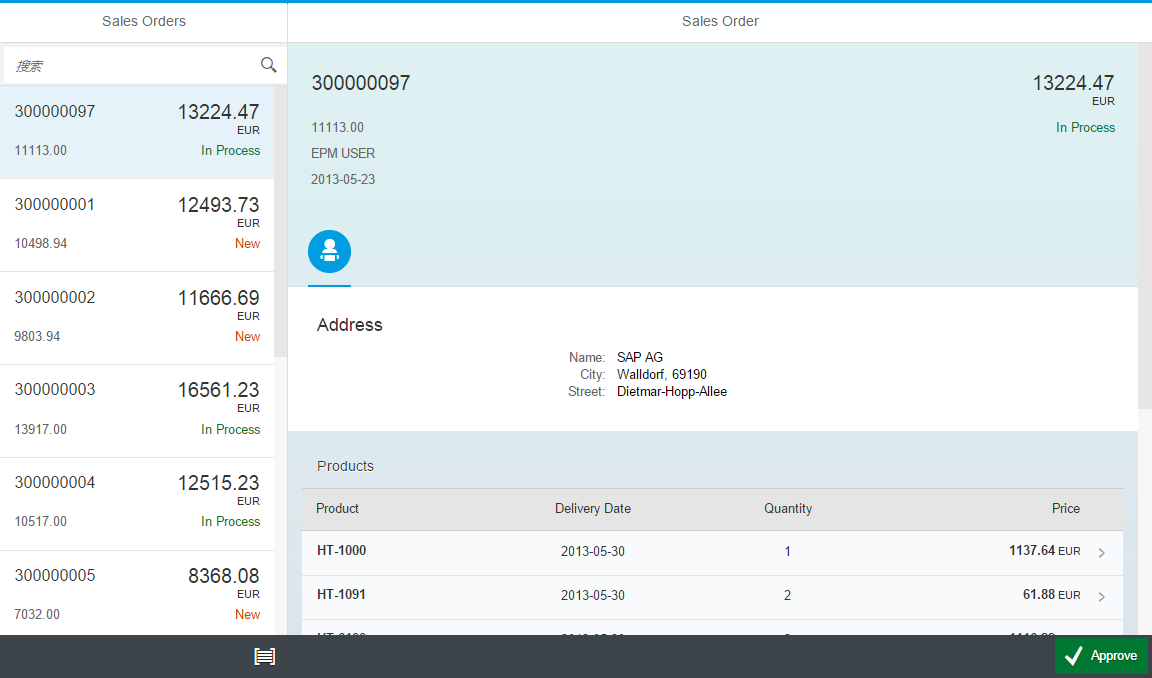 Sales Orders
Sales Order
搜索
300000097
13224.47
EUR
11113.00
In Process
300000001
12493.73
EUR
10498.94
New
300000002
11666.69
EUR
9803.94
New
300000003
16561.23
EUR
13917.00
In Process
300000004
12515.23
EUR
10517.00
In Process
300000005
8368.08
EUR
7032.00
New
300000097
13224.47
EUR
11113.00
In Process
EPM USER
2013-05-23
Address
Name: SAP AG
City: Walldorf, 69190
Street: Dietmar-Hopp-Allee
Products
Product Delivery Date Quantity Price
HT-1000 2013-05-30 1 1137.64 EUR
HT-1091 2013-05-30 2 61.88 EUR
Approve